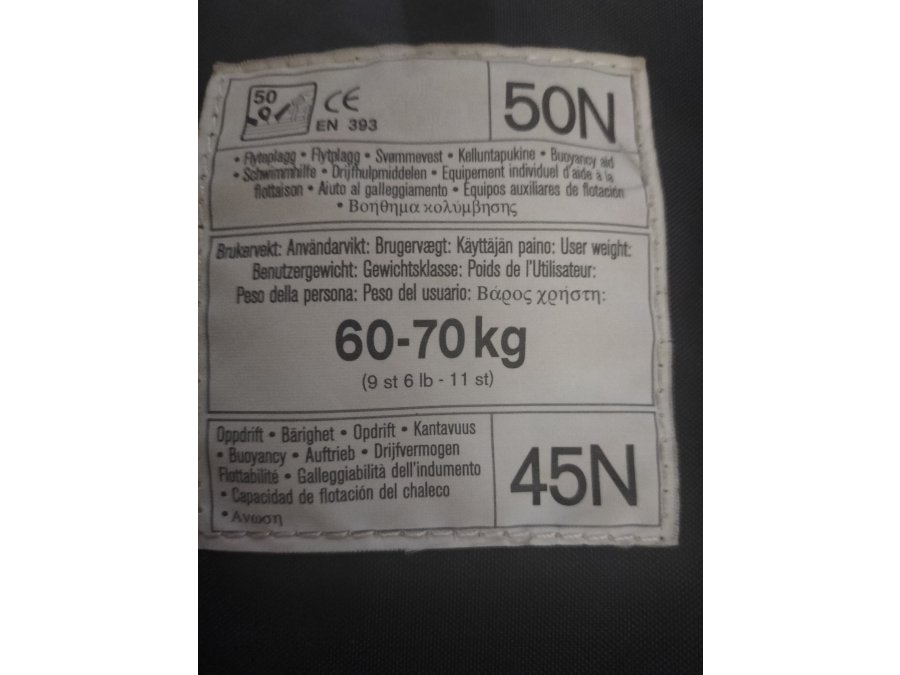 50
CE
EN 393
50N
• Flyteplagg • Flytplagg • Svømmevest • Kelluntapukine • Buoyancy aid
• Schwimmhilfe • Drijfhulpmiddelen • Equipement individuel d'aide à la
flottaison • Aiuto al galleggiamento • Equipos auxiliares de flotación
• Βοήθημα κολύμβησης
Brukervekt: Användarvikt: Brugervægt: Käyttäjän paino: User weight:
Benutzergewicht: Gewichtsklasse: Poids de l'Utilisateur:
Peso della persona: Peso del usuario: Βάρος χρήστη:
60-70 kg
(9 st 6 lb - 11 st)
Oppdrift • Bärighet • Opdrift • Kantavuus
• Buoyancy • Auftrieb • Drijfvermogen
Flottabilité • Galleggiabilità dell'indumento
• Capacidad de flotación del chaleco
• Ανωση
45N